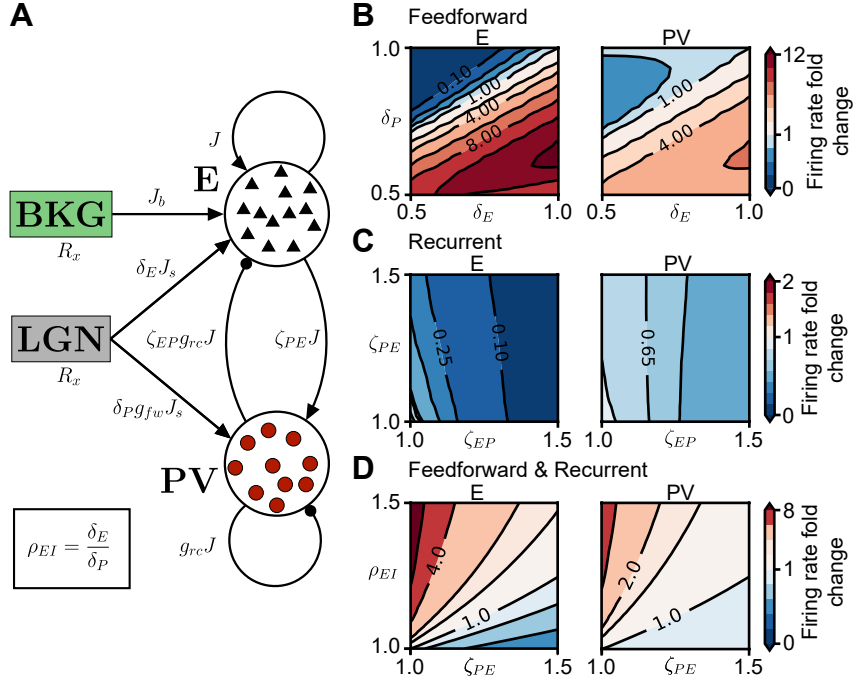 A
J
E
BKG
J_b
R_x
δ_E J_s
LGN
R_x
ζ_EP g_rc J
ζ_PE J
δ_P g_fw J_s
PV
g_rc J
ρ_EI = δ_E / δ_P
B Feedforward
E
PV
1.0
δ_P
0.5
0.10
1.00
4.00
8.00
1.00
4.00
0.5 δ_E 1.0
0.5 δ_E 1.0
12
1
0
Firing rate fold
change
C Recurrent
E
PV
1.5
ζ_PE
1.0
0.25
0.10
0.65
1.0 ζ_EP 1.5
1.0 ζ_EP 1.5
2
1
0
Firing rate fold
change
D Feedforward & Recurrent
E
PV
1.5
ρ_EI
1.0
4.0
1.0
2.0
1.0
1.0 ζ_PE 1.5
1.0 ζ_PE 1.5
8
1
0
Firing rate fold
change